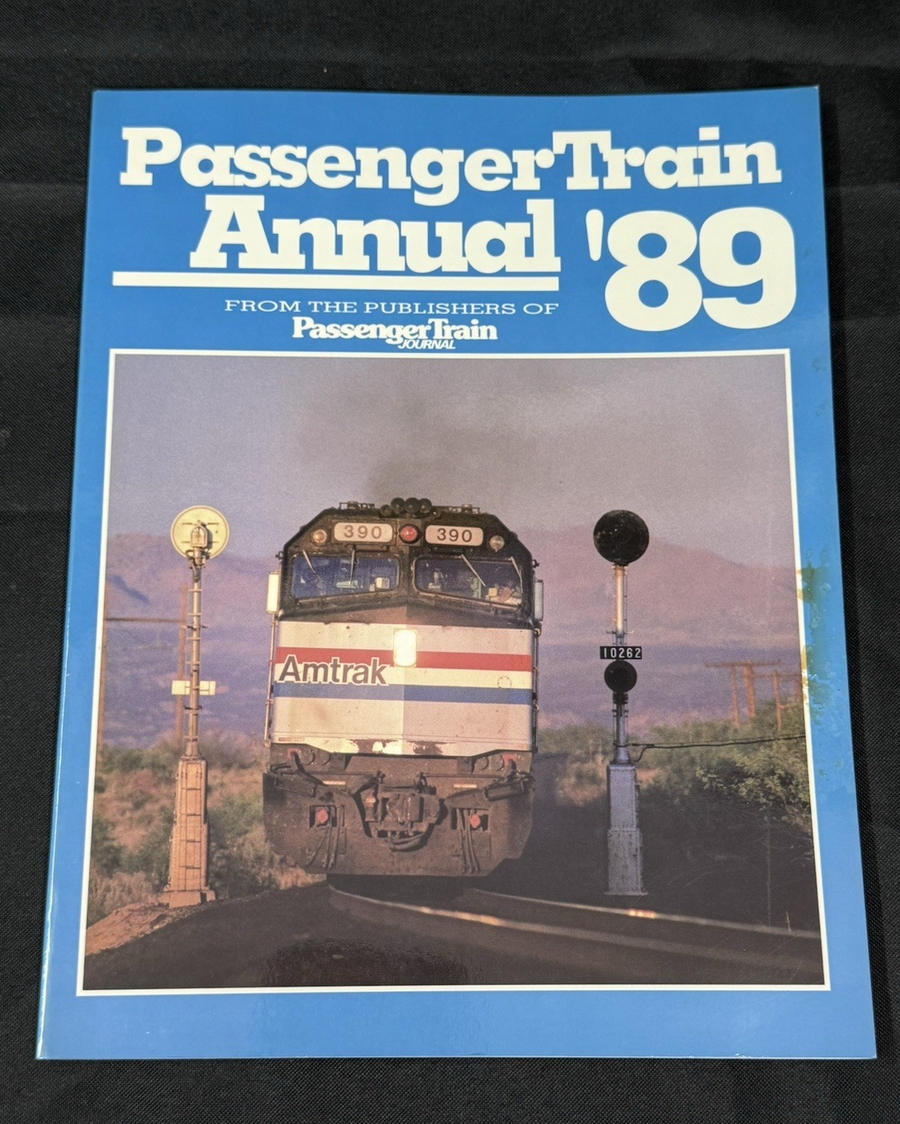 PassengerTrain
Annual '89
FROM THE PUBLISHERS OF
PassengerTrain
JOURNAL
390 390
10262
Amtrak